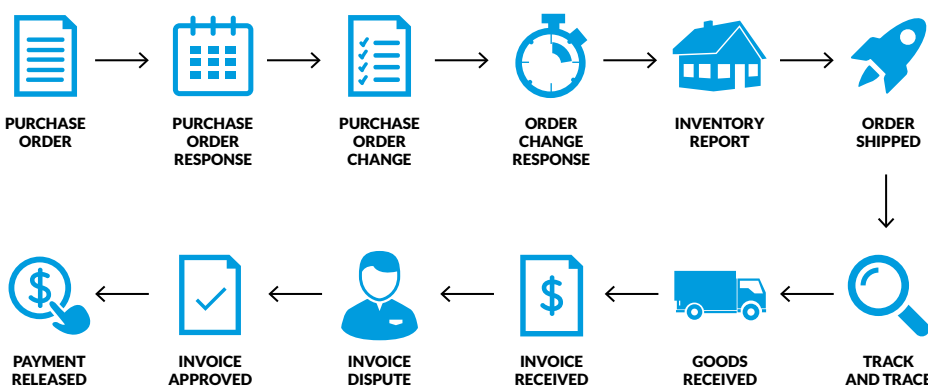 PURCHASE
ORDER
PURCHASE
ORDER
RESPONSE
PURCHASE
ORDER
CHANGE
ORDER
CHANGE
RESPONSE
INVENTORY
REPORT
ORDER
SHIPPED
PAYMENT
RELEASED
INVOICE
APPROVED
INVOICE
DISPUTE
INVOICE
RECEIVED
GOODS
RECEIVED
TRACK
AND TRACE